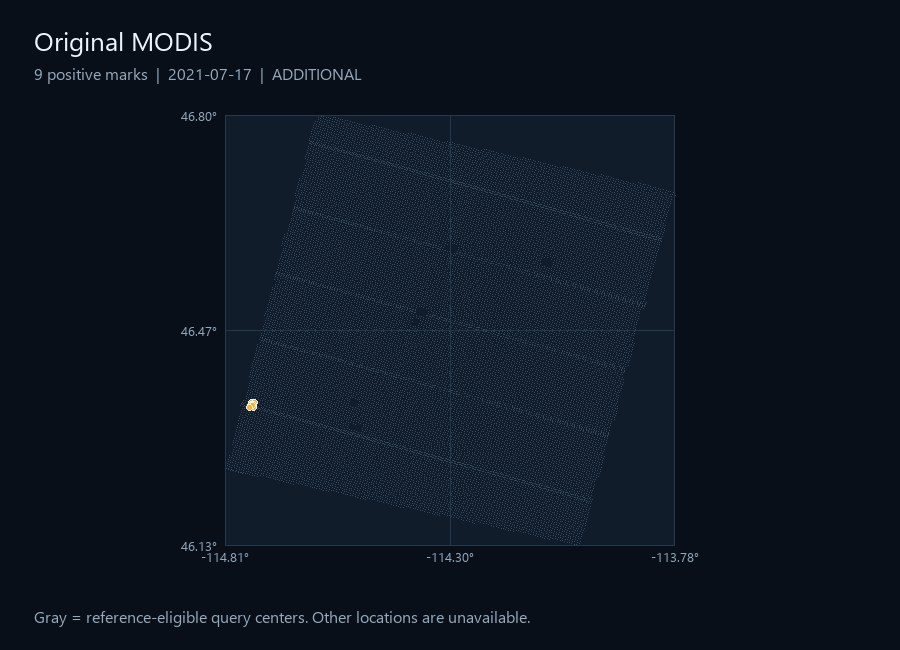 Original MODIS
9 positive marks | 2021-07-17 | ADDITIONAL
46.80°
46.47°
46.13°
-114.81° -114.30° -113.78°
Gray = reference-eligible query centers. Other locations are unavailable.